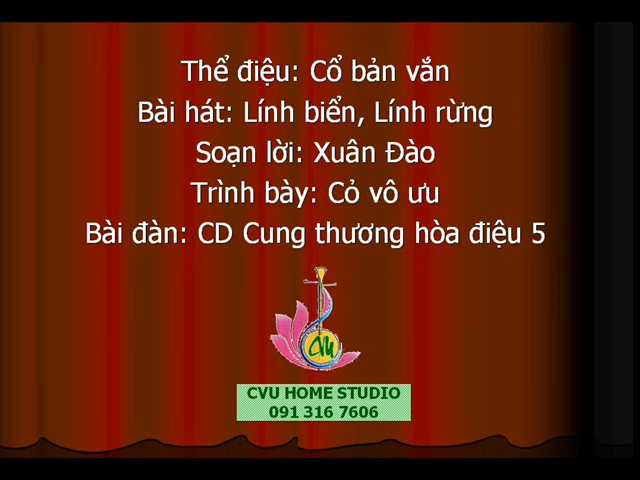 Thể điệu: Cổ bản vắn
Bài hát: Lính biển, Lính rừng
Soạn lời: Xuân Đào
Trình bày: Cỏ vô ưu
Bài đàn: CD Cung thương hòa điệu 5
CVU
CVU HOME STUDIO
091 316 7606